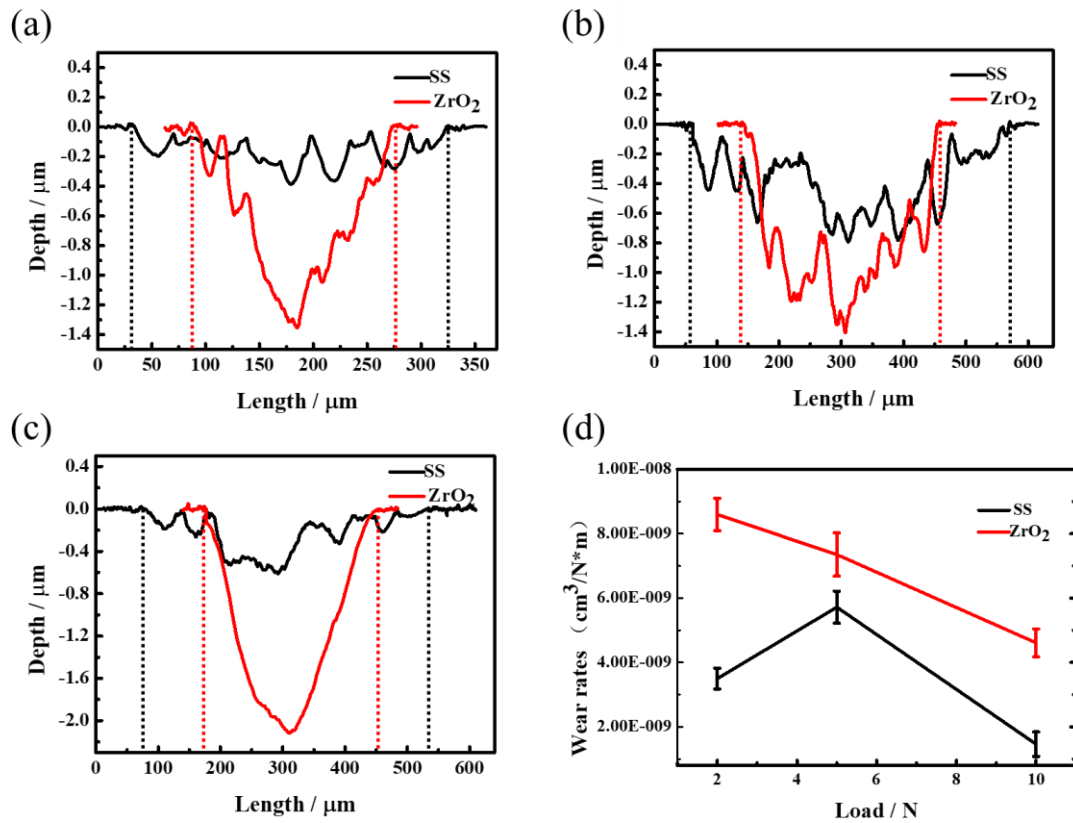 (a)
SS
ZrO2
0.4
0.2
0.0
-0.2
-0.4
-0.6
-0.8
-1.0
-1.2
-1.4
Depth / μm
0 50 100 150 200 250 300 350
Length / μm
(b)
SS
ZrO2
0.4
0.2
0.0
-0.2
-0.4
-0.6
-0.8
-1.0
-1.2
-1.4
Depth / μm
0 100 200 300 400 500 600
Length / μm
(c)
SS
ZrO2
0.4
0.0
-0.4
-0.8
-1.2
-1.6
-2.0
Depth / μm
0 100 200 300 400 500 600
Length / μm
(d)
SS
ZrO2
1.00E-008
8.00E-009
6.00E-009
4.00E-009
2.00E-009
Wear rates（cm3/N*m）
2 4 6 8 10
Load / N